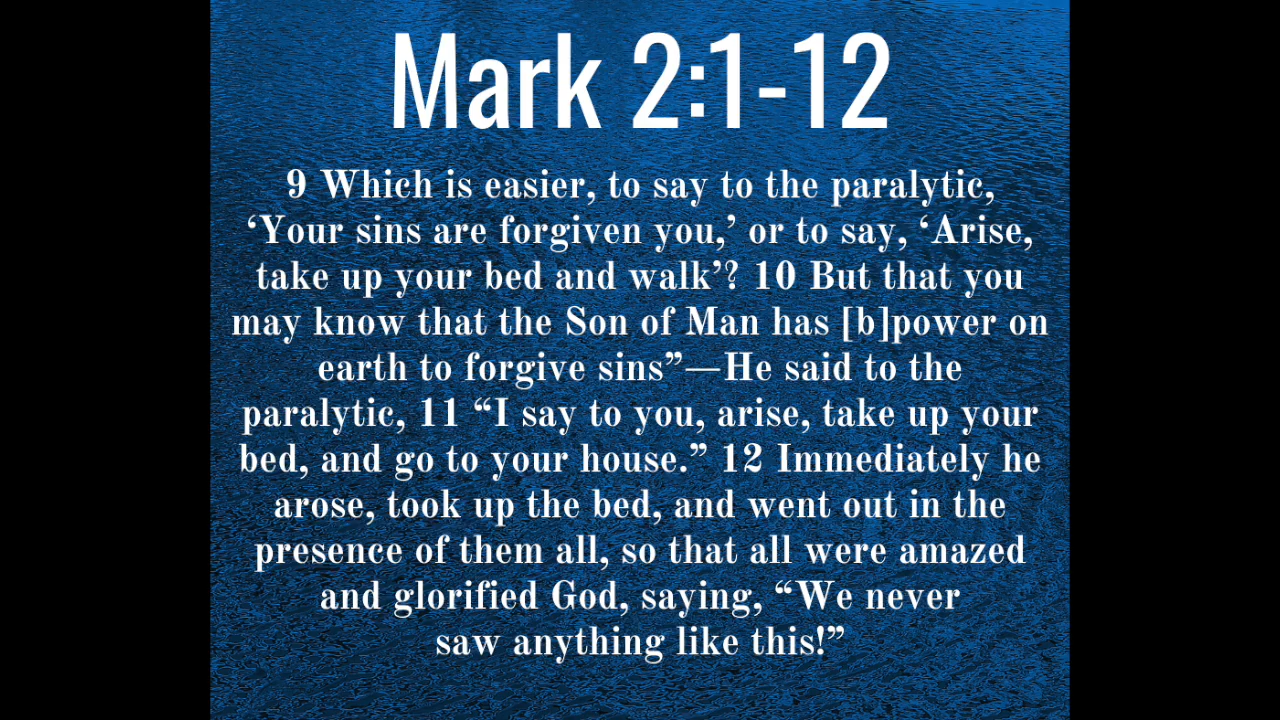 Mark 2:1-12
9 Which is easier, to say to the paralytic,
‘Your sins are forgiven you,’ or to say, ‘Arise,
take up your bed and walk’? 10 But that you
may know that the Son of Man has [b]power on
earth to forgive sins”—He said to the
paralytic, 11 “I say to you, arise, take up your
bed, and go to your house.” 12 Immediately he
arose, took up the bed, and went out in the
presence of them all, so that all were amazed
and glorified God, saying, “We never
saw anything like this!”